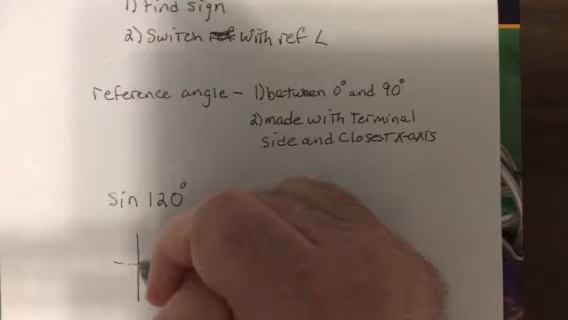 1) Find sign
2) Switch with ref ∠
reference angle - 1) between 0° and 90°
2) made with Terminal
side and Closest x-axis
sin 120°